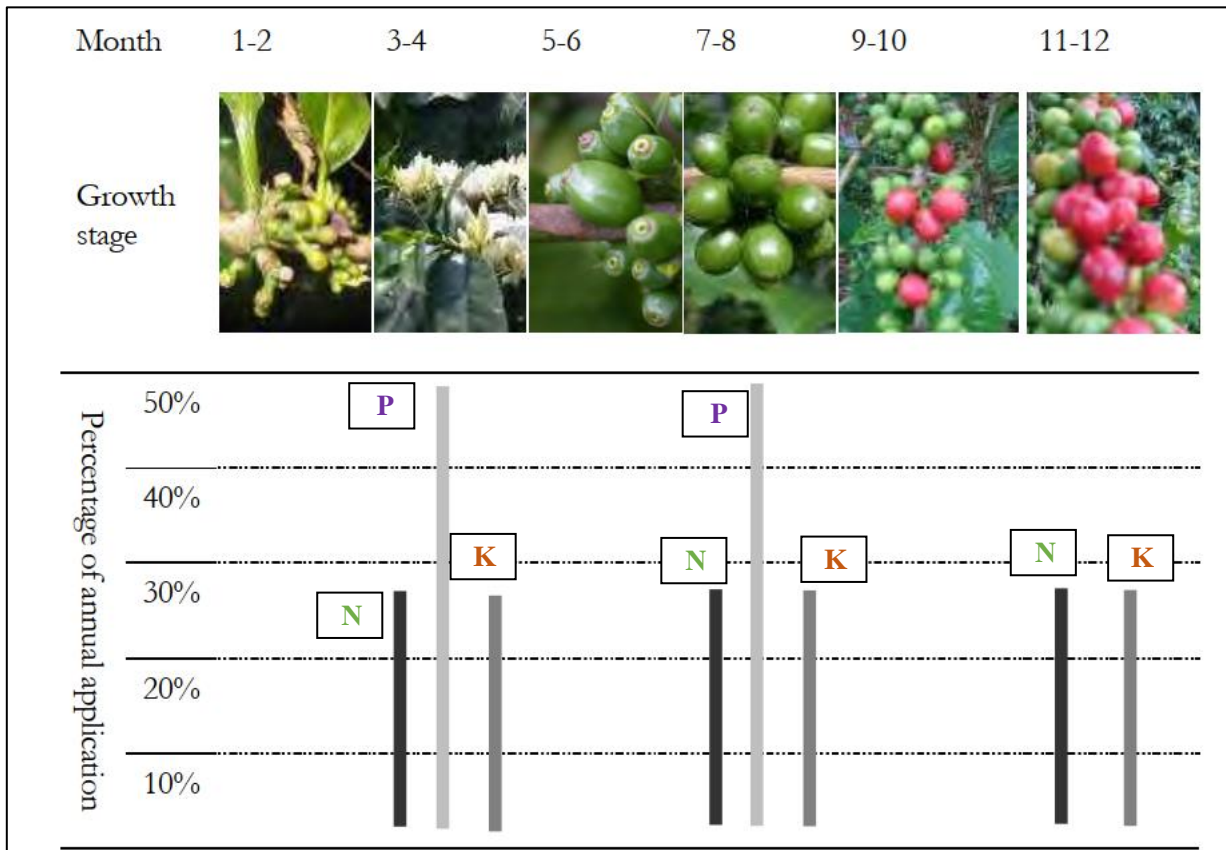 Month 1-2 3-4 5-6 7-8 9-10 11-12
Growth
stage
Percentage of annual application
50%
P P
40%
K N K N K
30%
N
20%
10%